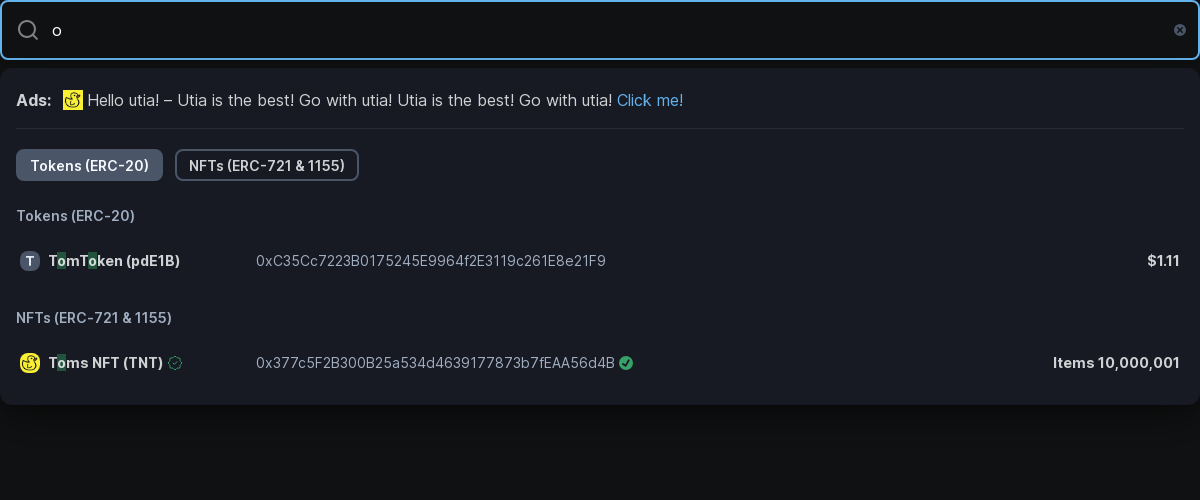 o
Ads: Hello utia! – Utia is the best! Go with utia! Utia is the best! Go with utia! Click me!
Tokens (ERC-20) NFTs (ERC-721 & 1155)
Tokens (ERC-20)
T TomToken (pdE1B) 0xC35Cc7223B0175245E9964f2E3119c261E8e21F9 $1.11
NFTs (ERC-721 & 1155)
Toms NFT (TNT) 0x377c5F2B300B25a534d4639177873b7fEAA56d4B Items 10,000,001